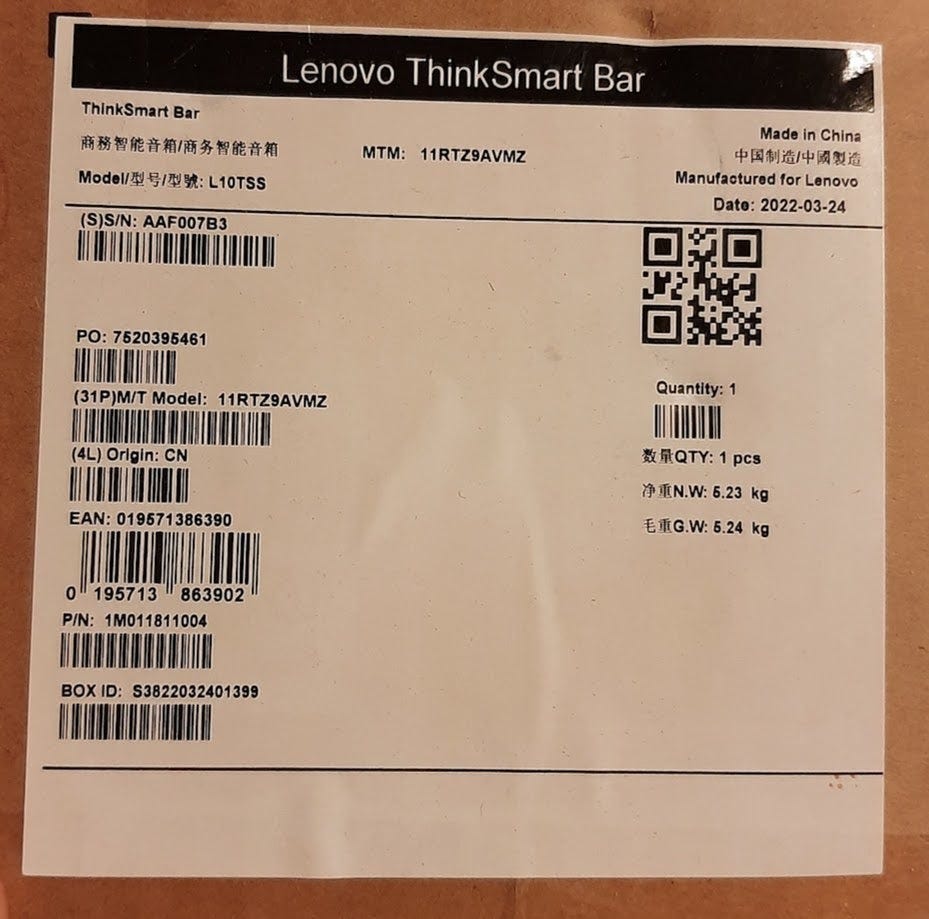 Lenovo ThinkSmart Bar
ThinkSmart Bar
商務智能音箱/商务智能音箱
Model/型号/型號: L10TSS
MTM: 11RTZ9AVMZ
Made in China
中国制造/中國製造
Manufactured for Lenovo
Date: 2022-03-24
(S)S/N: AAF007B3
PO: 7520395461
(31P)M/T Model: 11RTZ9AVMZ
(4L) Origin: CN
EAN: 019571386390
0 195713 863902
P/N: 1M011811004
BOX ID: S3822032401399
Quantity: 1
数量QTY: 1 pcs
净重N.W: 5.23 kg
毛重G.W: 5.24 kg